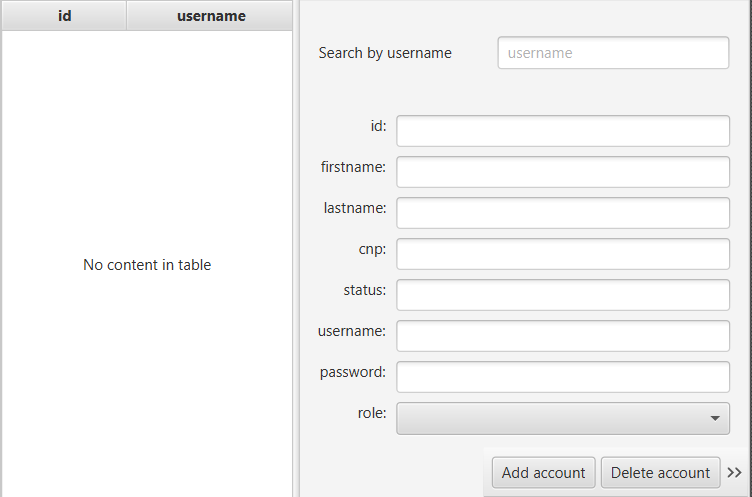 id username
No content in table
Search by username username
id:
firstname:
lastname:
cnp:
status:
username:
password:
role:
Add account Delete account >>